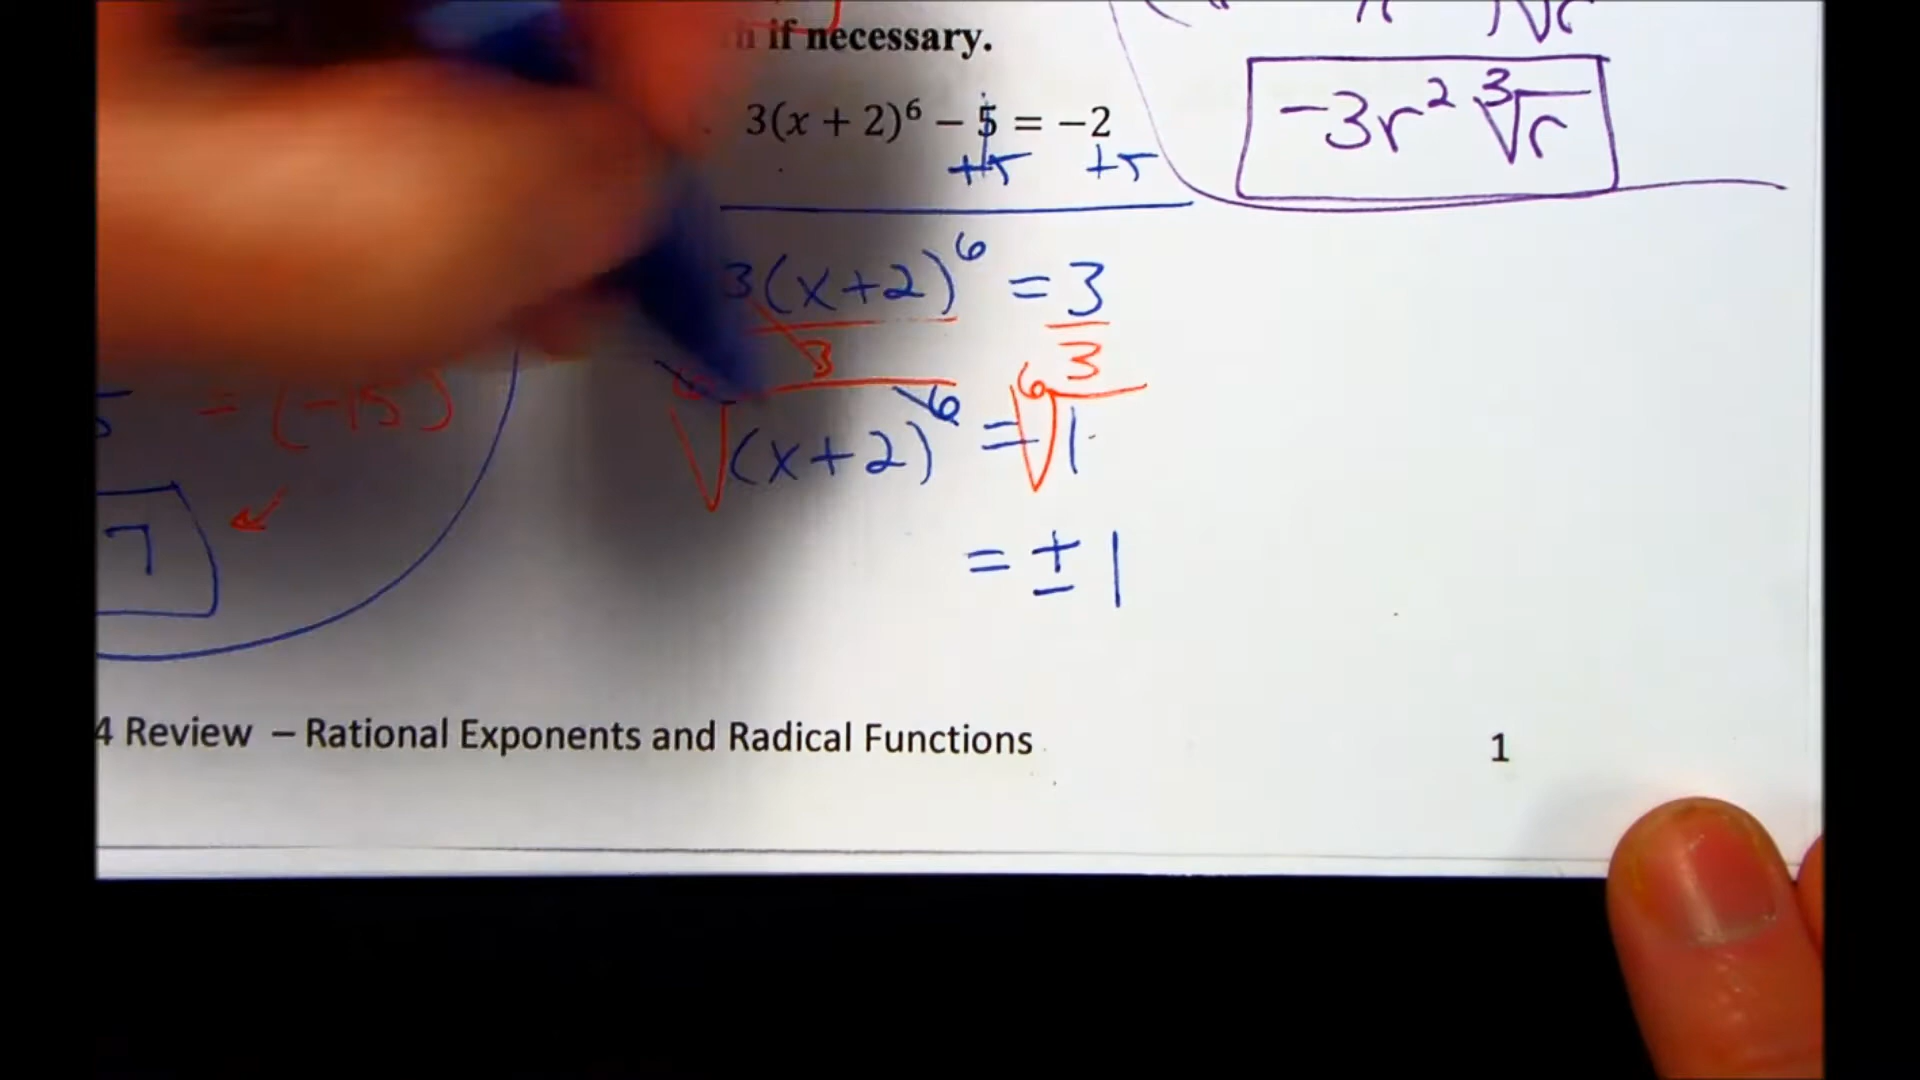 if necessary.
3(x + 2)⁶ − 5 = −2
+5 +5
3(x+2)⁶ = 3
3 3
⁶√(x+2)⁶ = ⁶√1
= ± 1
-3r² ³√r
= (-15)
7
4 Review – Rational Exponents and Radical Functions
1